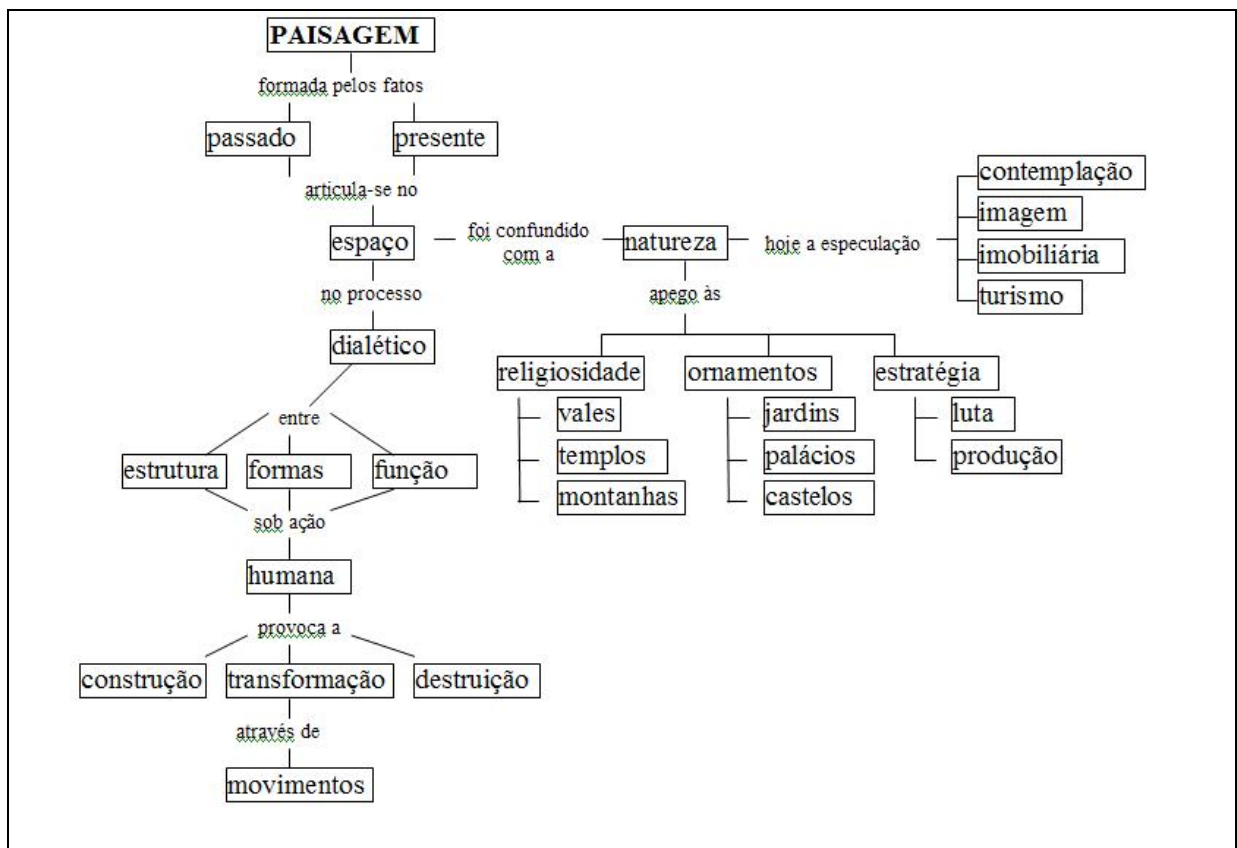 PAISAGEM
formada pelos fatos
passado
presente
articula-se no
espaço
foi confundido
com a
natureza
hoje a especulação
contemplação
imagem
imobiliária
turismo
no processo
apego às
dialético
religiosidade
ornamentos
estratégia
vales
jardins
luta
templos
palácios
produção
montanhas
castelos
entre
estrutura
formas
função
sob ação
humana
provoca a
construção
transformação
destruição
através de
movimentos